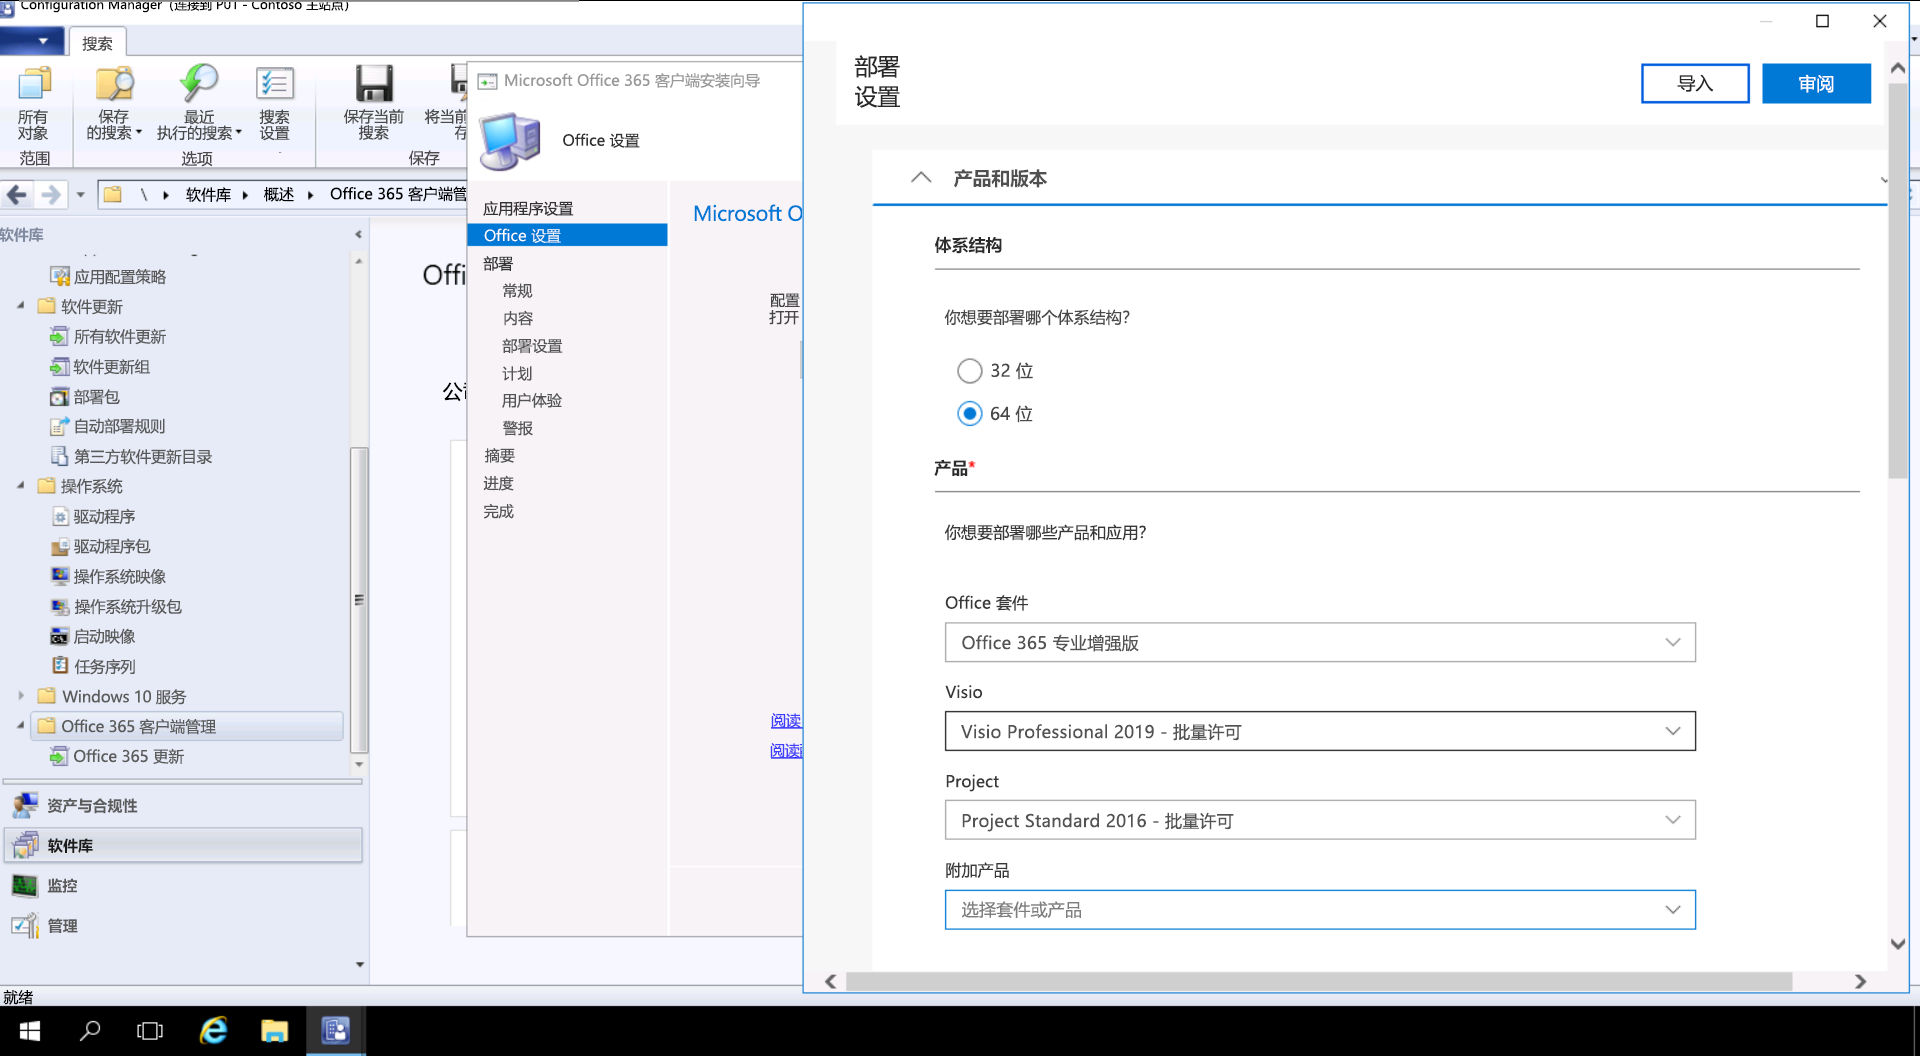 Configuration Manager（连接到 P01 - Contoso 主站点）
搜索
所有
对象
保存
的搜索
最近
执行的搜索
搜索
设置
保存当前
搜索
将当前
存
范围
选项
保存
\
软件库
概述
Office 365 客户端管
软件库
应用配置策略
软件更新
所有软件更新
软件更新组
部署包
自动部署规则
第三方软件更新目录
操作系统
驱动程序
驱动程序包
操作系统映像
操作系统升级包
启动映像
任务序列
Windows 10 服务
Office 365 客户端管理
Office 365 更新
资产与合规性
软件库
监控
管理
就绪
Offi
Microsoft Office 365 客户端安装向导
Office 设置
应用程序设置
Office 设置
部署
常规
内容
部署设置
计划
用户体验
警报
摘要
进度
完成
Microsoft O
配置
打开
阅读
部署
设置
导入
审阅
产品和版本
体系结构
你想要部署哪个体系结构?
32 位
64 位
产品*
你想要部署哪些产品和应用?
Office 套件
Office 365 专业增强版
Visio
Visio Professional 2019 - 批量许可
Project
Project Standard 2016 - 批量许可
附加产品
选择套件或产品